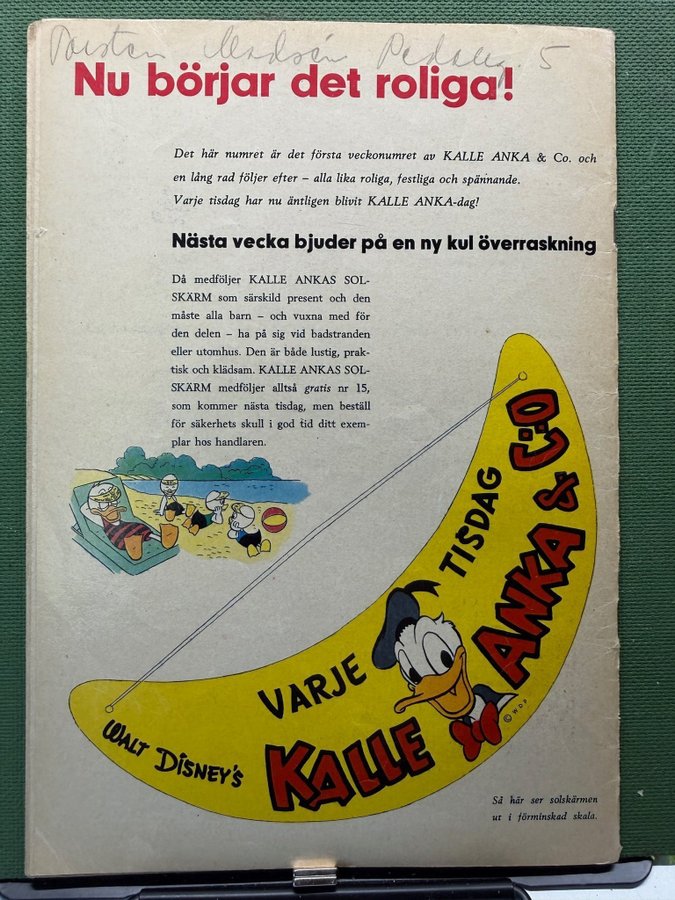 Torsten Madsén 5
Nu börjar det roliga!
Det här numret är det första veckonumret av KALLE ANKA & Co. och
en lång rad följer efter – alla lika roliga, festliga och spännande.
Varje tisdag har nu äntligen blivit KALLE ANKA-dag!
Nästa vecka bjuder på en ny kul överraskning
Då medföljer KALLE ANKAS SOL-
SKÄRM som särskild present och den
måste alla barn – och vuxna med för
den delen – ha på sig vid badstranden
eller utomhus. Den är både lustig, prak-
tisk och klädsam. KALLE ANKAS SOL-
SKÄRM medföljer alltså gratis nr 15,
som kommer nästa tisdag, men beställ
för säkerhets skull i god tid ditt exem-
plar hos handlaren.
VARJE TISDAG
WALT DISNEY'S
KALLE ANKA & C:O
© W.D.P.
Så här ser solskärmen
ut i förminskad skala.